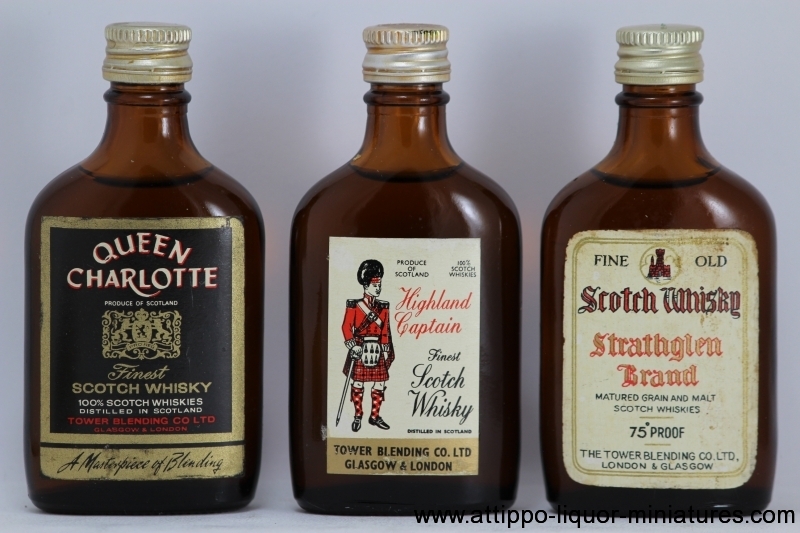 QUEEN
CHARLOTTE
PRODUCE OF SCOTLAND
Finest
SCOTCH WHISKY
100% SCOTCH WHISKIES
DISTILLED IN SCOTLAND
TOWER BLENDING CO LTD
GLASGOW & LONDON
A Masterpiece of Blending
PRODUCE
OF
SCOTLAND
100%
SCOTCH
WHISKIES
Highland
Captain
Finest
Scotch
Whisky
DISTILLED IN SCOTLAND
TOWER BLENDING CO. LTD
GLASGOW & LONDON
FINE OLD
Scotch Whisky
Strathglen
Brand
MATURED GRAIN AND MALT
SCOTCH WHISKIES
75° PROOF
THE TOWER BLENDING CO. LTD.,
LONDON & GLASGOW
www.attippo-liquor-miniatures.com